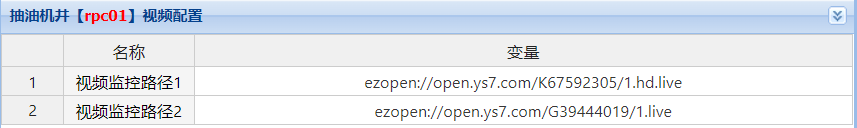 抽油机井【rpc01】视频配置
名称 变量
1 视频监控路径1 ezopen://open.ys7.com/K67592305/1.hd.live
2 视频监控路径2 ezopen://open.ys7.com/G39444019/1.live